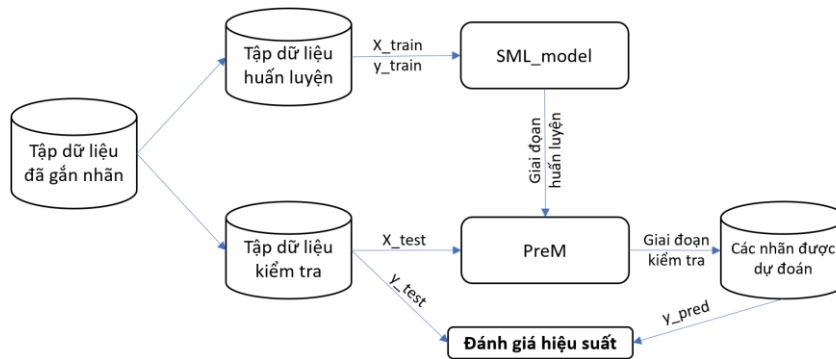 Tập dữ liệu
huấn luyện
X_train
y_train
SML_model
Tập dữ liệu
đã gắn nhãn
Giai đọan
huấn luyện
Tập dữ liệu
kiểm tra
X_test
PreM
Giai đoạn
kiểm tra
Các nhãn được
dự đoán
y_test
y_pred
Đánh giá hiệu suất